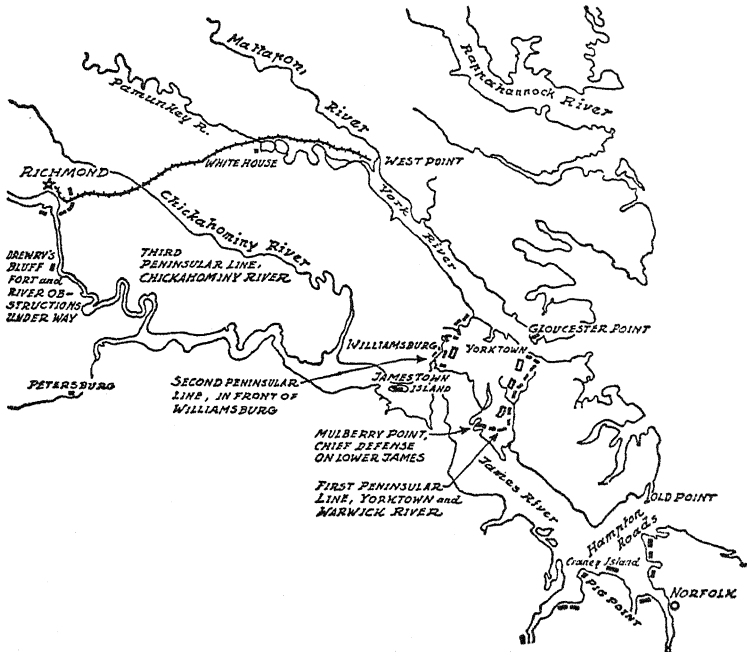 Mattaponi
River
Rappahannock River
Pamunkey R.
WHITE HOUSE
WEST POINT
RICHMOND
York
River
Chickahominy River
DREWRY'S
BLUFF
FORT and
RIVER OB-
STRUCTIONS
UNDER WAY
THIRD
PENINSULAR LINE,
CHICKAHOMINY RIVER
GLOUCESTER POINT
WILLIAMSBURG
YORKTOWN
JAMESTOWN
ISLAND
PETERSBURG
SECOND PENINSULAR
LINE, IN FRONT OF
WILLIAMSBURG
MULBERRY POINT,
CHIEF DEFENSE
ON LOWER JAMES
FIRST PENINSULAR
LINE, YORKTOWN and
WARWICK RIVER
James River
OLD POINT
Hampton
Roads
Craney Island
PIG POINT
NORFOLK